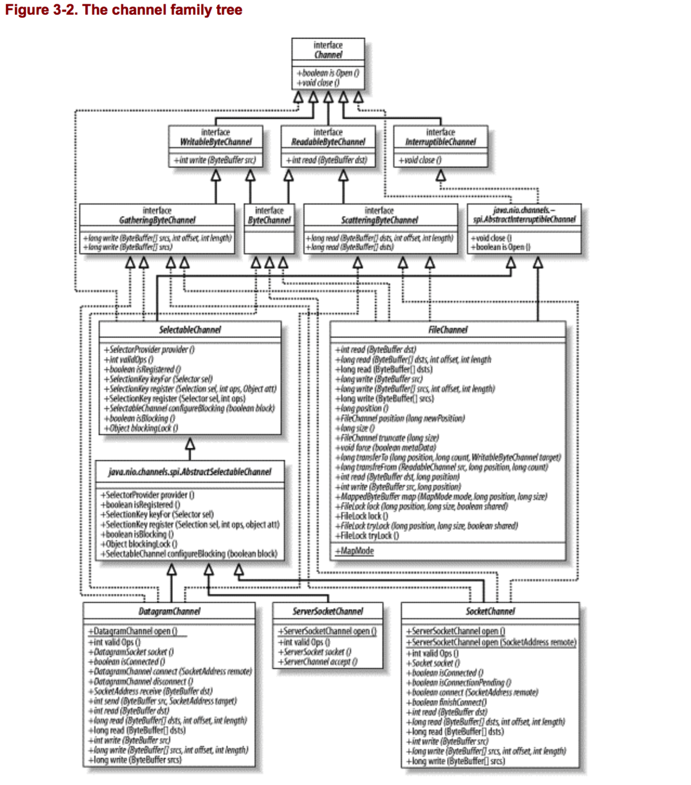 Figure 3-2. The channel family tree
interface
Channel
+boolean is Open ()
+void close ()
interface
WritableByteChannel
+int write (ByteBuffer src)
interface
ReadableByteChannel
+int read (ByteBuffer dst)
interface
InterruptibleChannel
+void close ()
interface
GatheringByteChannel
+long write (ByteBuffer[] srcs, int offset, int length)
+long write (ByteBuffer[] srcs)
interface
ByteChannel
interface
ScatteringByteChannel
+long read (ByteBuffer[] dsts, int offset, int length)
+long read (ByteBuffer[] dsts)
java.nio.channels.–
spi.AbstractInterruptibleChannel
+void close ()
+boolean is Open ()
SelectableChannel
+SelectorProvider provider ()
+int validOps ()
+boolean isRegistered ()
+SelectionKey keyFor (Selector sel)
+SelectionKey register (Selection sel, int ops, Object att)
+SelectionKey register (Selector sel, int ops)
+SelectableChannel configureBlocking (boolean block)
+boolean isBlocking ()
+Object blockingLock ()
FileChannel
+int read (ByteBuffer dst)
+long read (ByteBuffer[] dsts, int offset, int length
+long read (ByteBuffer[] dsts)
+long write (ByteBuffer src)
+long write (ByteBuffer[] srcs, int offset, int length)
+long write (ByteBuffer[] srcs)
+long position ()
+FileChannel position (long newPosition)
+long size ()
+FileChannel truncate (long size)
+void force (boolean metaData)
+long transferTo (long position, long count, WritableByteChannel target)
+long transfreFrom (ReadableChannel src, long position, long count)
+int read (ByteBuffer dst, long position)
+int write (ByteBuffer src, long position)
+MappedByteBuffer map (MapMode mode, long position, long size)
+FileLock lock (long position, long size, boolean shared)
+FileLock lock ()
+FileLock tryLock (long position, long size, boolean shared)
+FileLock tryLock ()
+MapMode
java.nio.channels.spi.AbstractSelectableChannel
+SelectorProvider provider ()
+boolean isRegistered ()
+SelectionKey keyFor (Selector sel)
+SelectionKey register (Selection sel, int ops, object att)
+boolean isBlocking ()
+Object blockingLock ()
+SelectableChannel configureBlocking (boolean block)
DatagramChannel
+DatagramChannel open ()
+int valid Ops ()
+DatagramSocket socket ()
+boolean isConnected ()
+DatagramChannel connect (SocketAddress remote)
+DatagramChannel disconnect ()
+SocketAddress receive (ByteBuffer dst)
+int send (ByteBuffer src, SocketAddress target)
+int read (ByteBuffer dst)
+long read (ByteBuffer[] dsts, int offset, int length)
+long read (ByteBuffer[] dsts)
+int write (ByteBuffer src)
+long write (ByteBuffer[] srcs, int offset, int length)
+long write (ByteBuffer srcs)
ServerSocketChannel
+ServerSocketChannel open ()
+int valid Ops ()
+ServerSocket socket ()
+ServerChannel accept ()
SocketChannel
+ServerSocketChannel open ()
+ServerSocketChannel open (SocketAddress remote)
+int valid Ops ()
+Socket socket ()
+boolean isConnected ()
+boolean isConnectionPending ()
+boolean connect (SocketAddress remote)
+boolean finishConnect()
+int read (ByteBuffer dst)
+long read (ByteBuffer[] dsts, int offset, int length)
+long read (ByteBuffer[] dsts)
+int write (ByteBuffer src)
+long write (ByteBuffer[] srcs, int offset, int length)
+long write (ByteBuffer[] srcs)